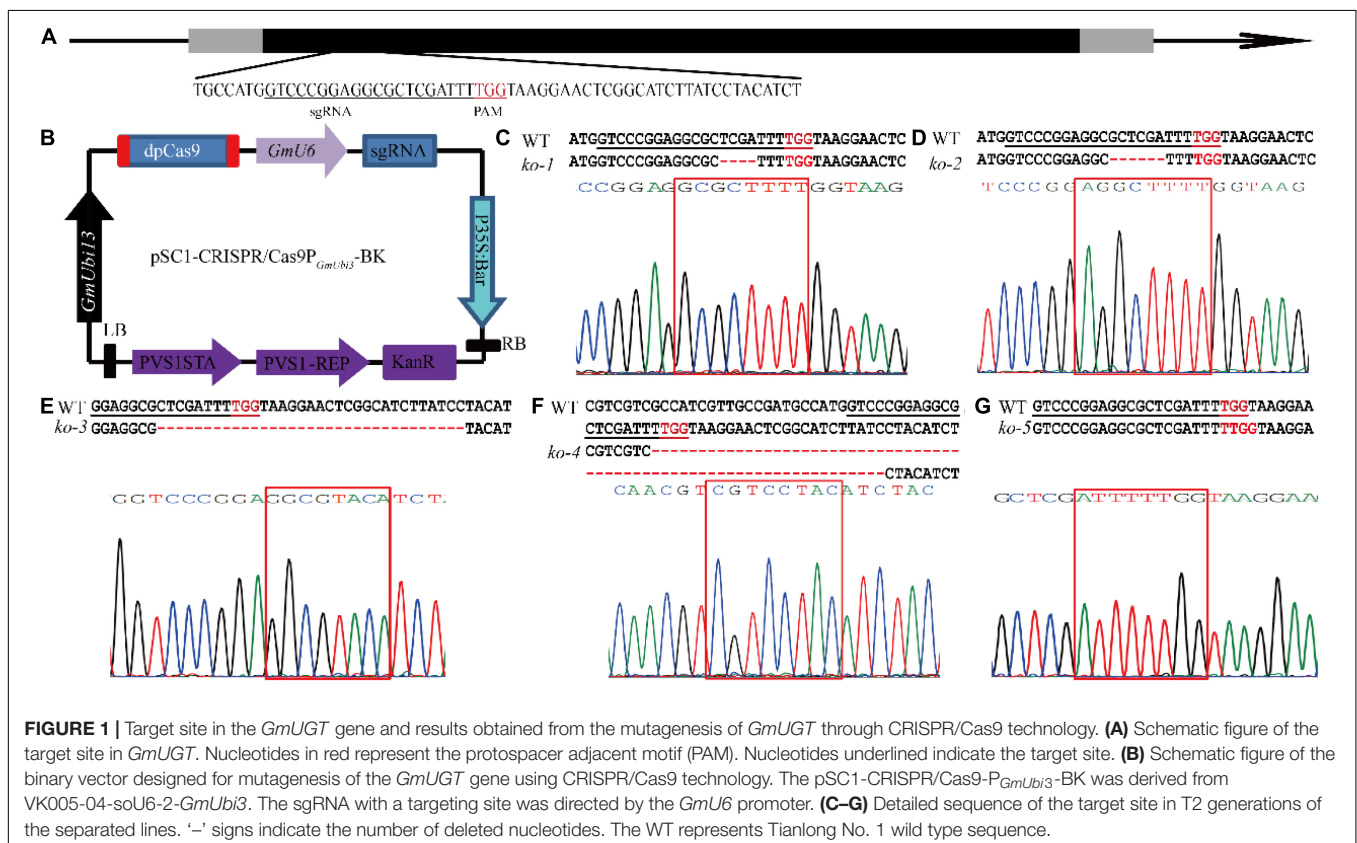 A
TGCCATGGTCCCGGAGGCGCTCGATTTTGGTAAGGAACTCGGCATCTTATCCTACATCT
sgRNA PAM
B
dpCas9 GmU6 sgRNA
GmUbi13
P35S:Bar
pSC1-CRISPR/Cas9PGmUbi3-BK
LB
RB
PVS1STA PVS1-REP KanR
C
WT ATGGTCCCGGAGGCGCTCGATTTTGGTAAGGAACTC
ko-1 ATGGTCCCGGAGGCGC----TTTTGGTAAGGAACTC
CCGGAGGCGCTTTTGGTAAG
D
WT ATGGTCCCGGAGGCGCTCGATTTTGGTAAGGAACTC
ko-2 ATGGTCCCGGAGGC------TTTTGGTAAGGAACTC
TCCCGGAGGCTTTTGGTAAG
E
WT GGAGGCGCTCGATTTTGGTAAGGAACTCGGCATCTTATCCTACAT
ko-3 GGAGGCG---------------------------------TACAT
GGTCCCGGAGGCGTACATCT
F
WT CGTCGTCGCCATCGTTGCCGATGCCATGGTCCCGGAGGCG
CTCGATTTTGGTAAGGAACTCGGCATCTTATCCTACATCT
ko-4 CGTCGTC---------------------------------
--------------------------------CTACATCT
CAACGTCGTCCTACATCTAC
G
WT GTCCCGGAGGCGCTCGATTTTGGTAAGGAA
ko-5 GTCCCGGAGGCGCTCGATTTTTGGTAAGGA
GCTCGATTTTTGGTAAGGAA
FIGURE 1 | Target site in the GmUGT gene and results obtained from the mutagenesis of GmUGT through CRISPR/Cas9 technology. (A) Schematic figure of the
target site in GmUGT. Nucleotides in red represent the protospacer adjacent motif (PAM). Nucleotides underlined indicate the target site. (B) Schematic figure of the
binary vector designed for mutagenesis of the GmUGT gene using CRISPR/Cas9 technology. The pSC1-CRISPR/Cas9-PGmUbi3-BK was derived from
VK005-04-soU6-2-GmUbi3. The sgRNA with a targeting site was directed by the GmU6 promoter. (C–G) Detailed sequence of the target site in T2 generations of
the separated lines. ‘–’ signs indicate the number of deleted nucleotides. The WT represents Tianlong No. 1 wild type sequence.